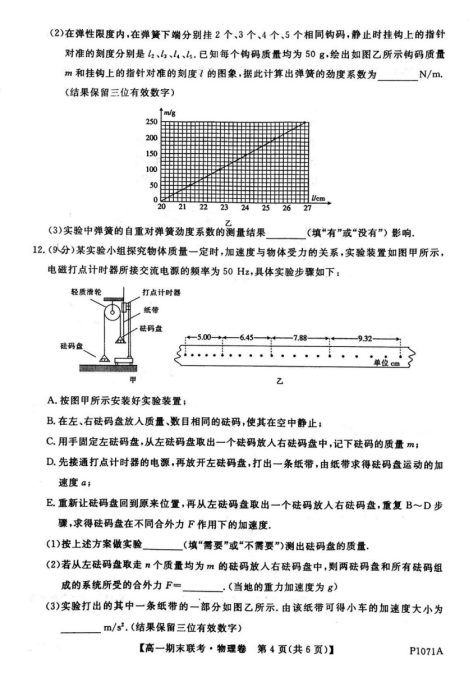 (2)在弹性限度内,在弹簧下端分别挂2个、3个、4个、5个相同钩码,静止时挂钩上的指针
对准的刻度分别是l₂、l₃、l₄、l₅.已知每个钩码质量均为50 g,绘出如图乙所示钩码质量
m和挂钩上的指针对准的刻度l的图象,据此计算出弹簧的劲度系数为______N/m.
(结果保留三位有效数字)
m/g
250
200
150
100
50
0
20 21 22 23 24 25 26 27
l/cm
乙
(3)实验中弹簧的自重对弹簧劲度系数的测量结果______(填“有”或“没有”)影响.
12.(9分)某实验小组探究物体质量一定时,加速度与物体受力的关系,实验装置如图甲所示,
电磁打点计时器所接交流电源的频率为50 Hz,具体实验步骤如下:
轻质滑轮 打点计时器
纸带
砝码盘
砝码盘
甲
5.00 6.45 7.88 9.32
单位cm
乙
A.按图甲所示安装好实验装置;
B.在左、右砝码盘放入质量、数目相同的砝码,使其在空中静止;
C.用手固定左砝码盘,从左砝码盘取出一个砝码放入右砝码盘中,记下砝码的质量m;
D.先接通打点计时器的电源,再放开左砝码盘,打出一条纸带,由纸带求得砝码盘运动的加
速度a;
E.重新让砝码盘回到原来位置,再从左砝码盘取出一个砝码放入右砝码盘,重复B~D步
骤,求得砝码盘在不同合外力F作用下的加速度.
(1)按上述方案做实验______(填“需要”或“不需要”)测出砝码盘的质量.
(2)若从左砝码盘取走n个质量均为m的砝码放入右砝码盘中,则两砝码盘和所有砝码组
成的系统所受的合外力F=______.(当地的重力加速度为g)
(3)实验打出的其中一条纸带的一部分如图乙所示.由该纸带可得小车的加速度大小为
______m/s².(结果保留三位有效数字)
【高一期末联考·物理卷 第4页(共6页)】
P1071A